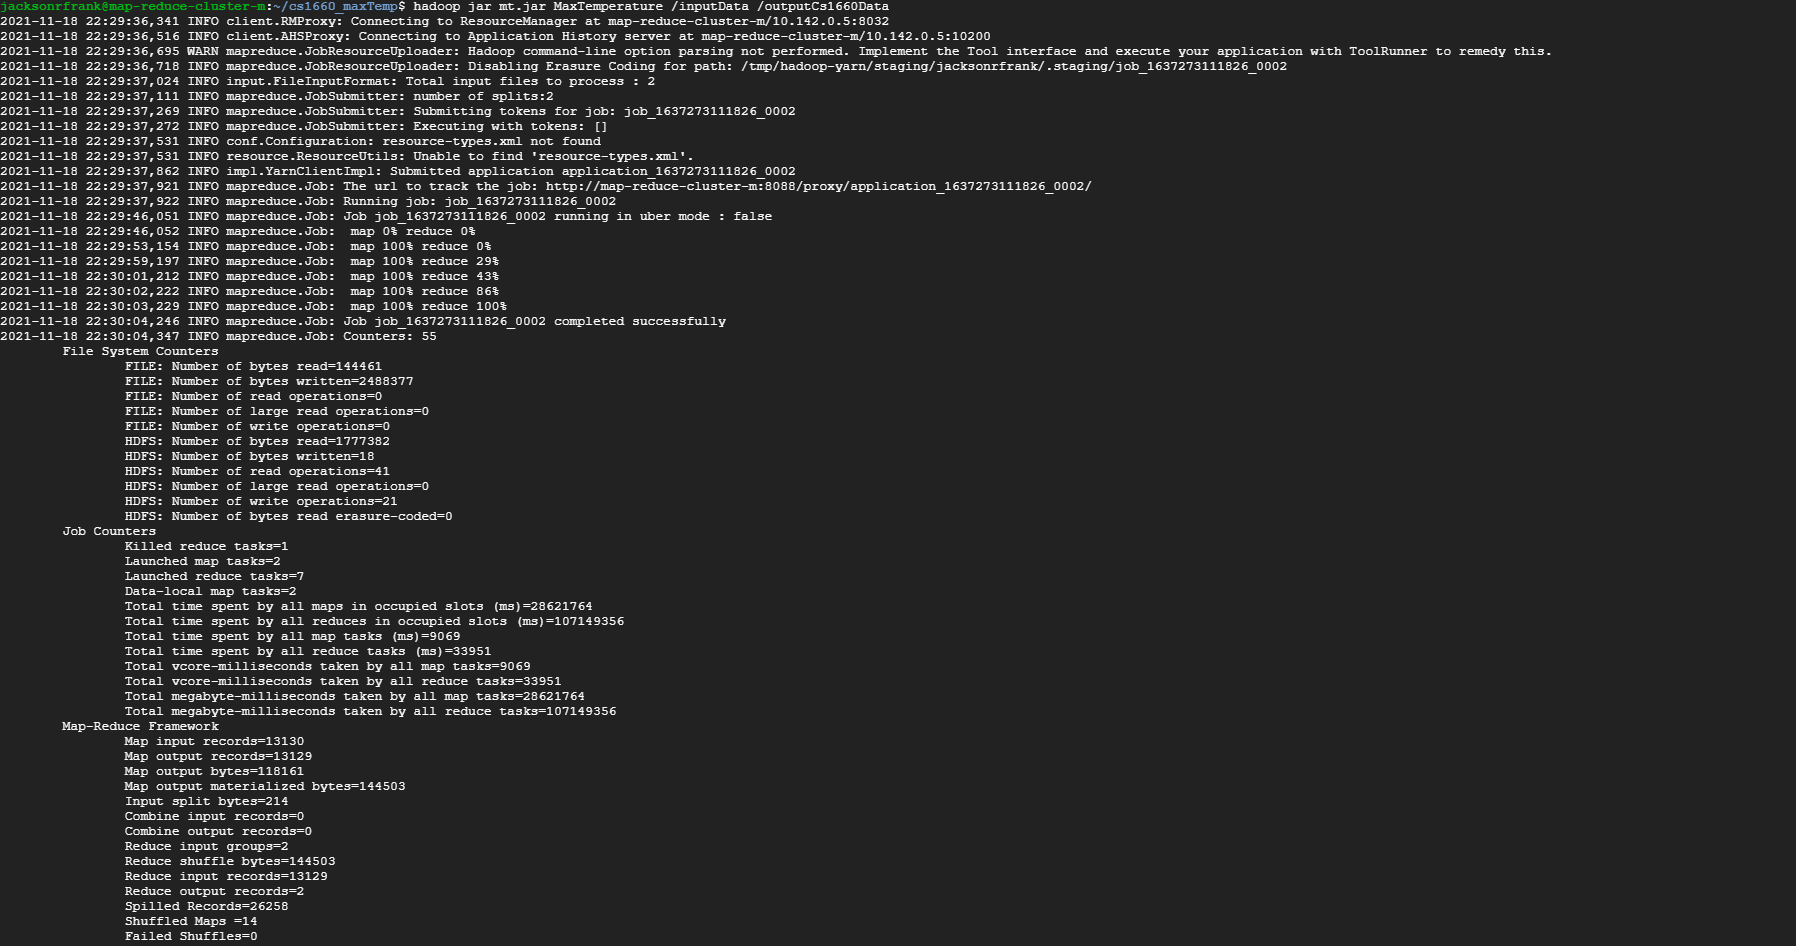 jacksonrfrank@map-reduce-cluster-m:~/cs1660_maxTemp$ hadoop jar mt.jar MaxTemperature /inputData /outputCs1660Data
2021-11-18 22:29:36,341 INFO client.RMProxy: Connecting to ResourceManager at map-reduce-cluster-m/10.142.0.5:8032
2021-11-18 22:29:36,516 INFO client.AHSProxy: Connecting to Application History server at map-reduce-cluster-m/10.142.0.5:10200
2021-11-18 22:29:36,695 WARN mapreduce.JobResourceUploader: Hadoop command-line option parsing not performed. Implement the Tool interface and execute your application with ToolRunner to remedy this.
2021-11-18 22:29:36,718 INFO mapreduce.JobResourceUploader: Disabling Erasure Coding for path: /tmp/hadoop-yarn/staging/jacksonrfrank/.staging/job_1637273111826_0002
2021-11-18 22:29:37,024 INFO input.FileInputFormat: Total input files to process : 2
2021-11-18 22:29:37,111 INFO mapreduce.JobSubmitter: number of splits:2
2021-11-18 22:29:37,269 INFO mapreduce.JobSubmitter: Submitting tokens for job: job_1637273111826_0002
2021-11-18 22:29:37,272 INFO mapreduce.JobSubmitter: Executing with tokens: []
2021-11-18 22:29:37,531 INFO conf.Configuration: resource-types.xml not found
2021-11-18 22:29:37,531 INFO resource.ResourceUtils: Unable to find 'resource-types.xml'.
2021-11-18 22:29:37,862 INFO impl.YarnClientImpl: Submitted application application_1637273111826_0002
2021-11-18 22:29:37,921 INFO mapreduce.Job: The url to track the job: http://map-reduce-cluster-m:8088/proxy/application_1637273111826_0002/
2021-11-18 22:29:37,922 INFO mapreduce.Job: Running job: job_1637273111826_0002
2021-11-18 22:29:46,051 INFO mapreduce.Job: Job job_1637273111826_0002 running in uber mode : false
2021-11-18 22:29:46,052 INFO mapreduce.Job:  map 0% reduce 0%
2021-11-18 22:29:53,154 INFO mapreduce.Job:  map 100% reduce 0%
2021-11-18 22:29:59,197 INFO mapreduce.Job:  map 100% reduce 29%
2021-11-18 22:30:01,212 INFO mapreduce.Job:  map 100% reduce 43%
2021-11-18 22:30:02,222 INFO mapreduce.Job:  map 100% reduce 86%
2021-11-18 22:30:03,229 INFO mapreduce.Job:  map 100% reduce 100%
2021-11-18 22:30:04,246 INFO mapreduce.Job: Job job_1637273111826_0002 completed successfully
2021-11-18 22:30:04,347 INFO mapreduce.Job: Counters: 55
File System Counters
FILE: Number of bytes read=144461
FILE: Number of bytes written=2488377
FILE: Number of read operations=0
FILE: Number of large read operations=0
FILE: Number of write operations=0
HDFS: Number of bytes read=1777382
HDFS: Number of bytes written=18
HDFS: Number of read operations=41
HDFS: Number of large read operations=0
HDFS: Number of write operations=21
HDFS: Number of bytes read erasure-coded=0
Job Counters
Killed reduce tasks=1
Launched map tasks=2
Launched reduce tasks=7
Data-local map tasks=2
Total time spent by all maps in occupied slots (ms)=28621764
Total time spent by all reduces in occupied slots (ms)=107149356
Total time spent by all map tasks (ms)=9069
Total time spent by all reduce tasks (ms)=33951
Total vcore-milliseconds taken by all map tasks=9069
Total vcore-milliseconds taken by all reduce tasks=33951
Total megabyte-milliseconds taken by all map tasks=28621764
Total megabyte-milliseconds taken by all reduce tasks=107149356
Map-Reduce Framework
Map input records=13130
Map output records=13129
Map output bytes=118161
Map output materialized bytes=144503
Input split bytes=214
Combine input records=0
Combine output records=0
Reduce input groups=2
Reduce shuffle bytes=144503
Reduce input records=13129
Reduce output records=2
Spilled Records=26258
Shuffled Maps =14
Failed Shuffles=0